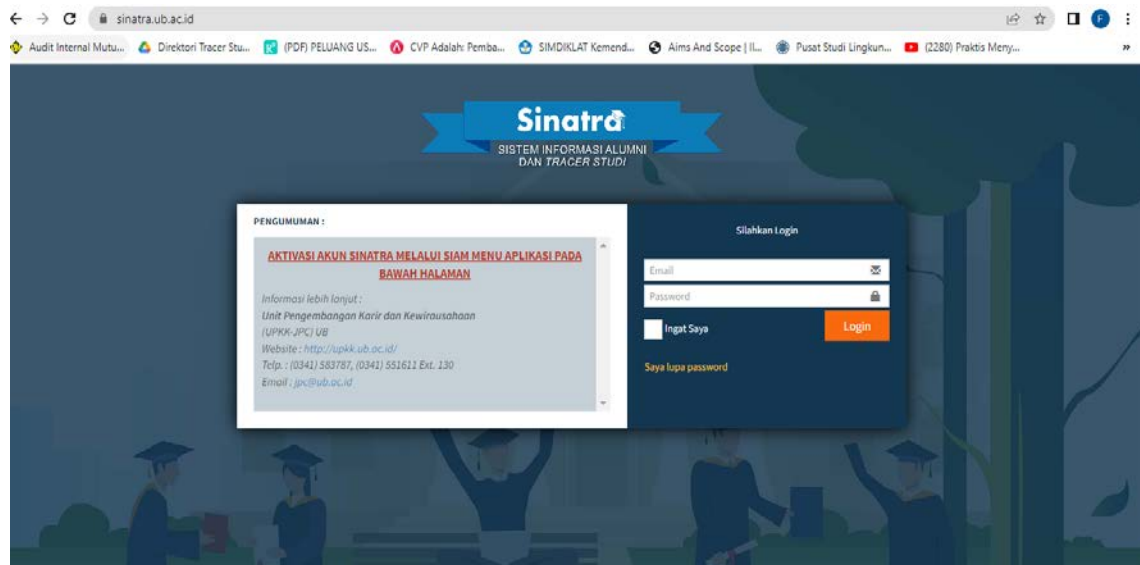 sinatra.ub.ac.id
Audit Internal Mutu... Direktori Tracer Stu... (PDF) PELUANG US... CVP Adalah: Pemba... SIMDIKLAT Kemend... Aims And Scope | Il... Pusat Studi Lingkun... (2280) Praktis Meny... »
F
Sinatra
SISTEM INFORMASI ALUMNI
DAN TRACER STUDI
PENGUMUMAN :
AKTIVASI AKUN SINATRA MELALUI SIAM MENU APLIKASI PADA
BAWAH HALAMAN
Informasi lebih lanjut :
Unit Pengembangan Karir dan Kewirausahaan
(UPKK-JPC) UB
Website : http://upkk.ub.ac.id/
Telp. : (0341) 583787, (0341) 551611 Ext. 130
Email : jpc@ub.ac.id
Silahkan Login
Email
Password
Ingat Saya
Login
Saya lupa password